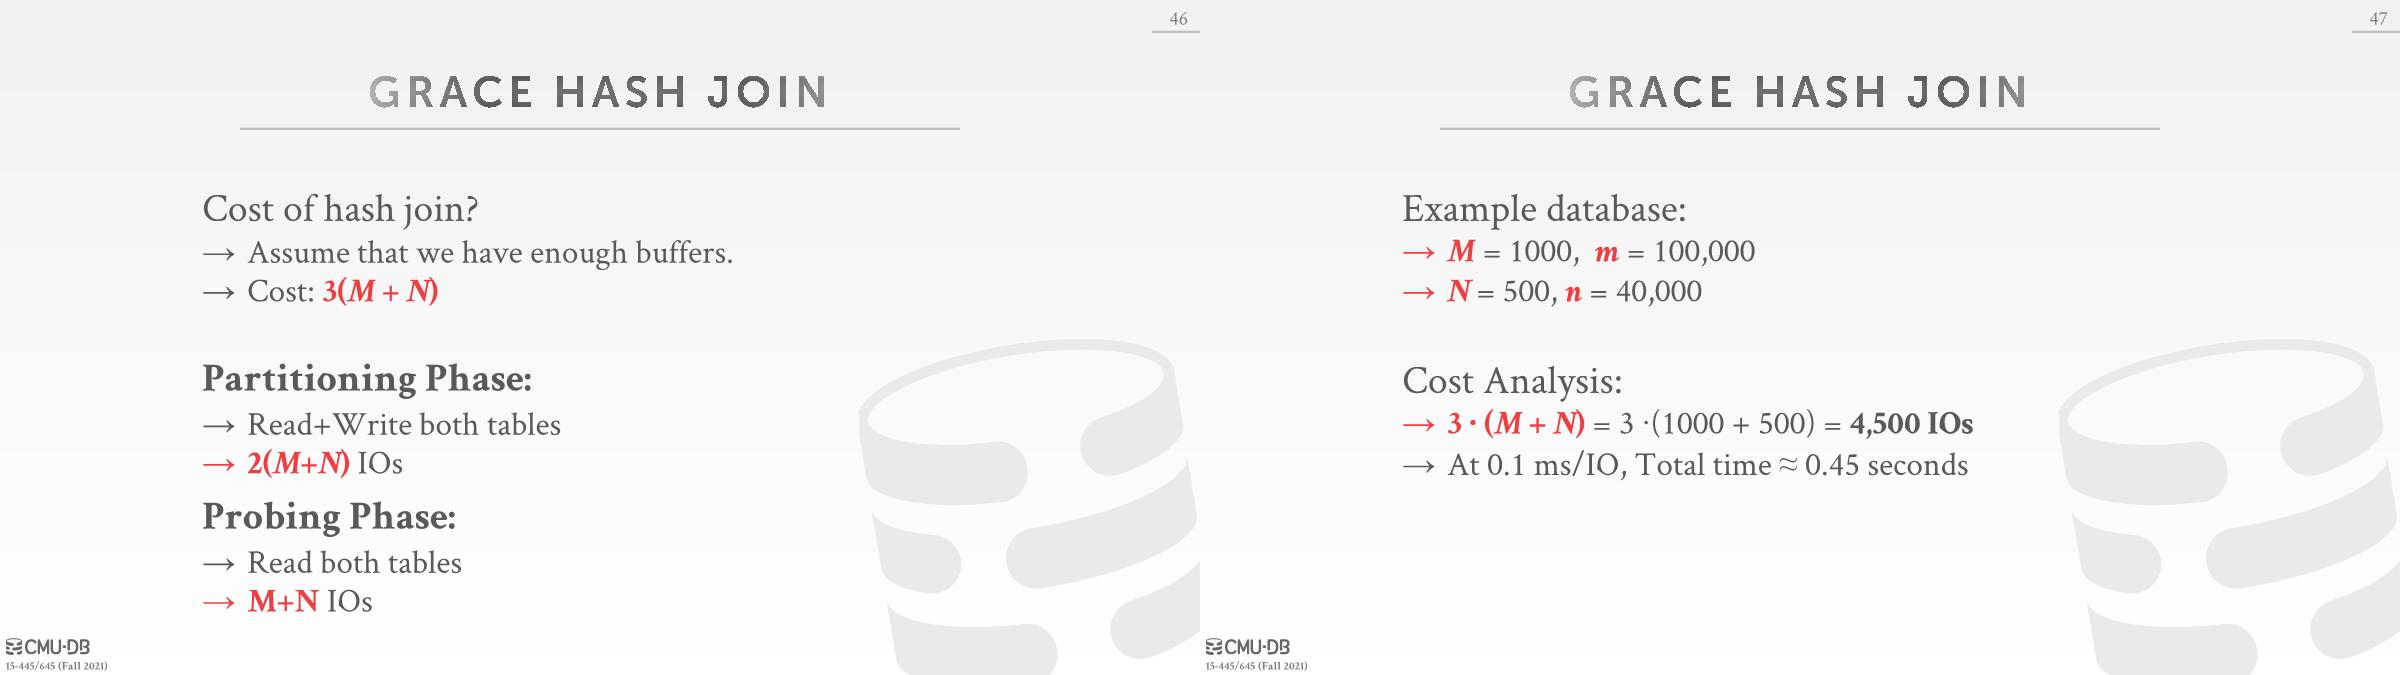 46
GRACE HASH JOIN
Cost of hash join?
→ Assume that we have enough buffers.
→ Cost: 3(M + N)
Partitioning Phase:
→ Read+Write both tables
→ 2(M+N) IOs
Probing Phase:
→ Read both tables
→ M+N IOs
CMU·DB
15-445/645 (Fall 2021)
47
GRACE HASH JOIN
Example database:
→ M = 1000, m = 100,000
→ N = 500, n = 40,000
Cost Analysis:
→ 3 · (M + N) = 3 ·(1000 + 500) = 4,500 IOs
→ At 0.1 ms/IO, Total time ≈ 0.45 seconds
CMU·DB
15-445/645 (Fall 2021)